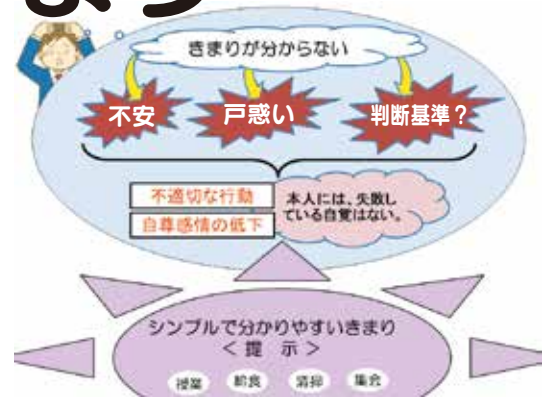 よう
きまりが分からない
不安
戸惑い
判断基準？
不適切な行動
自尊感情の低下
本人には、失敗し
ている自覚はない。
シンプルで分かりやすいきまり
＜提 示＞
授業
給食
清掃
集会